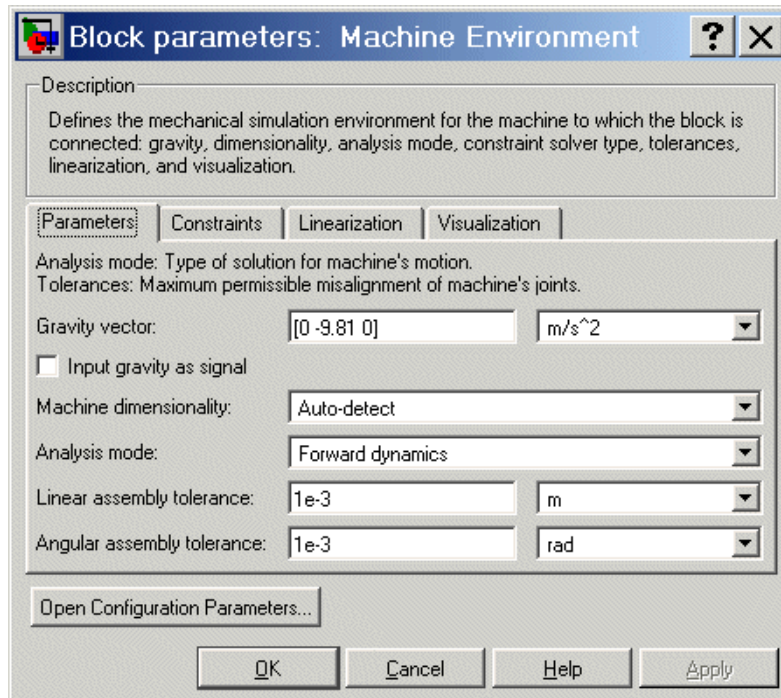 Block parameters: Machine Environment
Description
Defines the mechanical simulation environment for the machine to which the block is
connected: gravity, dimensionality, analysis mode, constraint solver type, tolerances,
linearization, and visualization.
Parameters Constraints Linearization Visualization
Analysis mode: Type of solution for machine's motion.
Tolerances: Maximum permissible misalignment of machine's joints.
Gravity vector: [0 -9.81 0] m/s^2
Input gravity as signal
Machine dimensionality: Auto-detect
Analysis mode: Forward dynamics
Linear assembly tolerance: 1e-3 m
Angular assembly tolerance: 1e-3 rad
Open Configuration Parameters...
OK Cancel Help Apply